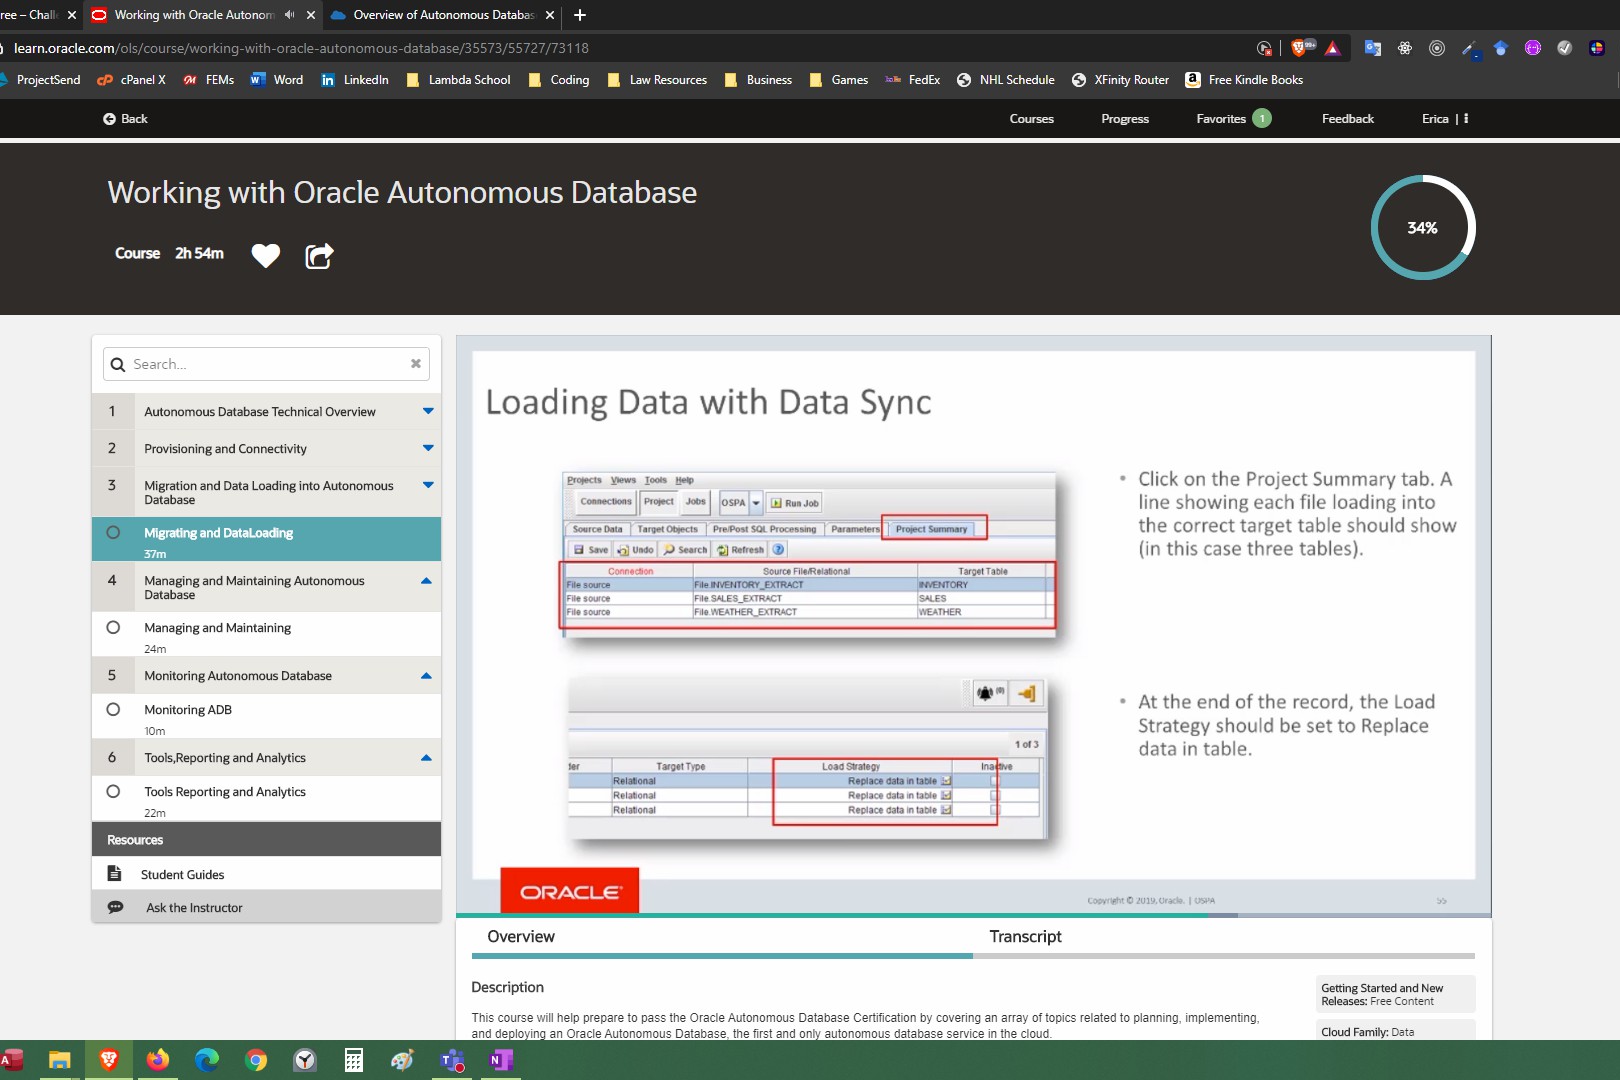 ree – Chall
Working with Oracle Autonom
Overview of Autonomous Databas
learn.oracle.com/ols/course/working-with-oracle-autonomous-database/35573/55727/73118
99+
ProjectSend
cPanel X
FEMs
Word
LinkedIn
Lambda School
Coding
Law Resources
Business
Games
FedEx
NHL Schedule
XFinity Router
Free Kindle Books
Back
Courses
Progress
Favorites 1
Feedback
Erica |
Working with Oracle Autonomous Database
Course 2h 54m
34%
Search...
1 Autonomous Database Technical Overview
2 Provisioning and Connectivity
3 Migration and Data Loading into Autonomous
Database
Migrating and DataLoading
37m
4 Managing and Maintaining Autonomous
Database
Managing and Maintaining
24m
5 Monitoring Autonomous Database
Monitoring ADB
10m
6 Tools,Reporting and Analytics
Tools Reporting and Analytics
22m
Resources
Student Guides
Ask the Instructor
Loading Data with Data Sync
Projects Views Tools Help
Connections Project Jobs OSPA Run Job
Source Data Target Objects Pre/Post SQL Processing Parameters Project Summary
Save Undo Search Refresh
Connection Source File/Relational Target Table
File source File.INVENTORY_EXTRACT INVENTORY
File source File.SALES_EXTRACT SALES
File source File.WEATHER_EXTRACT WEATHER
• Click on the Project Summary tab. A
line showing each file loading into
the correct target table should show
(in this case three tables).
(0)
1 of 3
der Target Type Load Strategy Inactive
Relational Replace data in table
Relational Replace data in table
Relational Replace data in table
• At the end of the record, the Load
Strategy should be set to Replace
data in table.
ORACLE
Copyright © 2019, Oracle. | OSPA
55
Overview
Transcript
Description
This course will help prepare to pass the Oracle Autonomous Database Certification by covering an array of topics related to planning, implementing,
and deploying an Oracle Autonomous Database, the first and only autonomous database service in the cloud.
Getting Started and New
Releases: Free Content
Cloud Family: Data